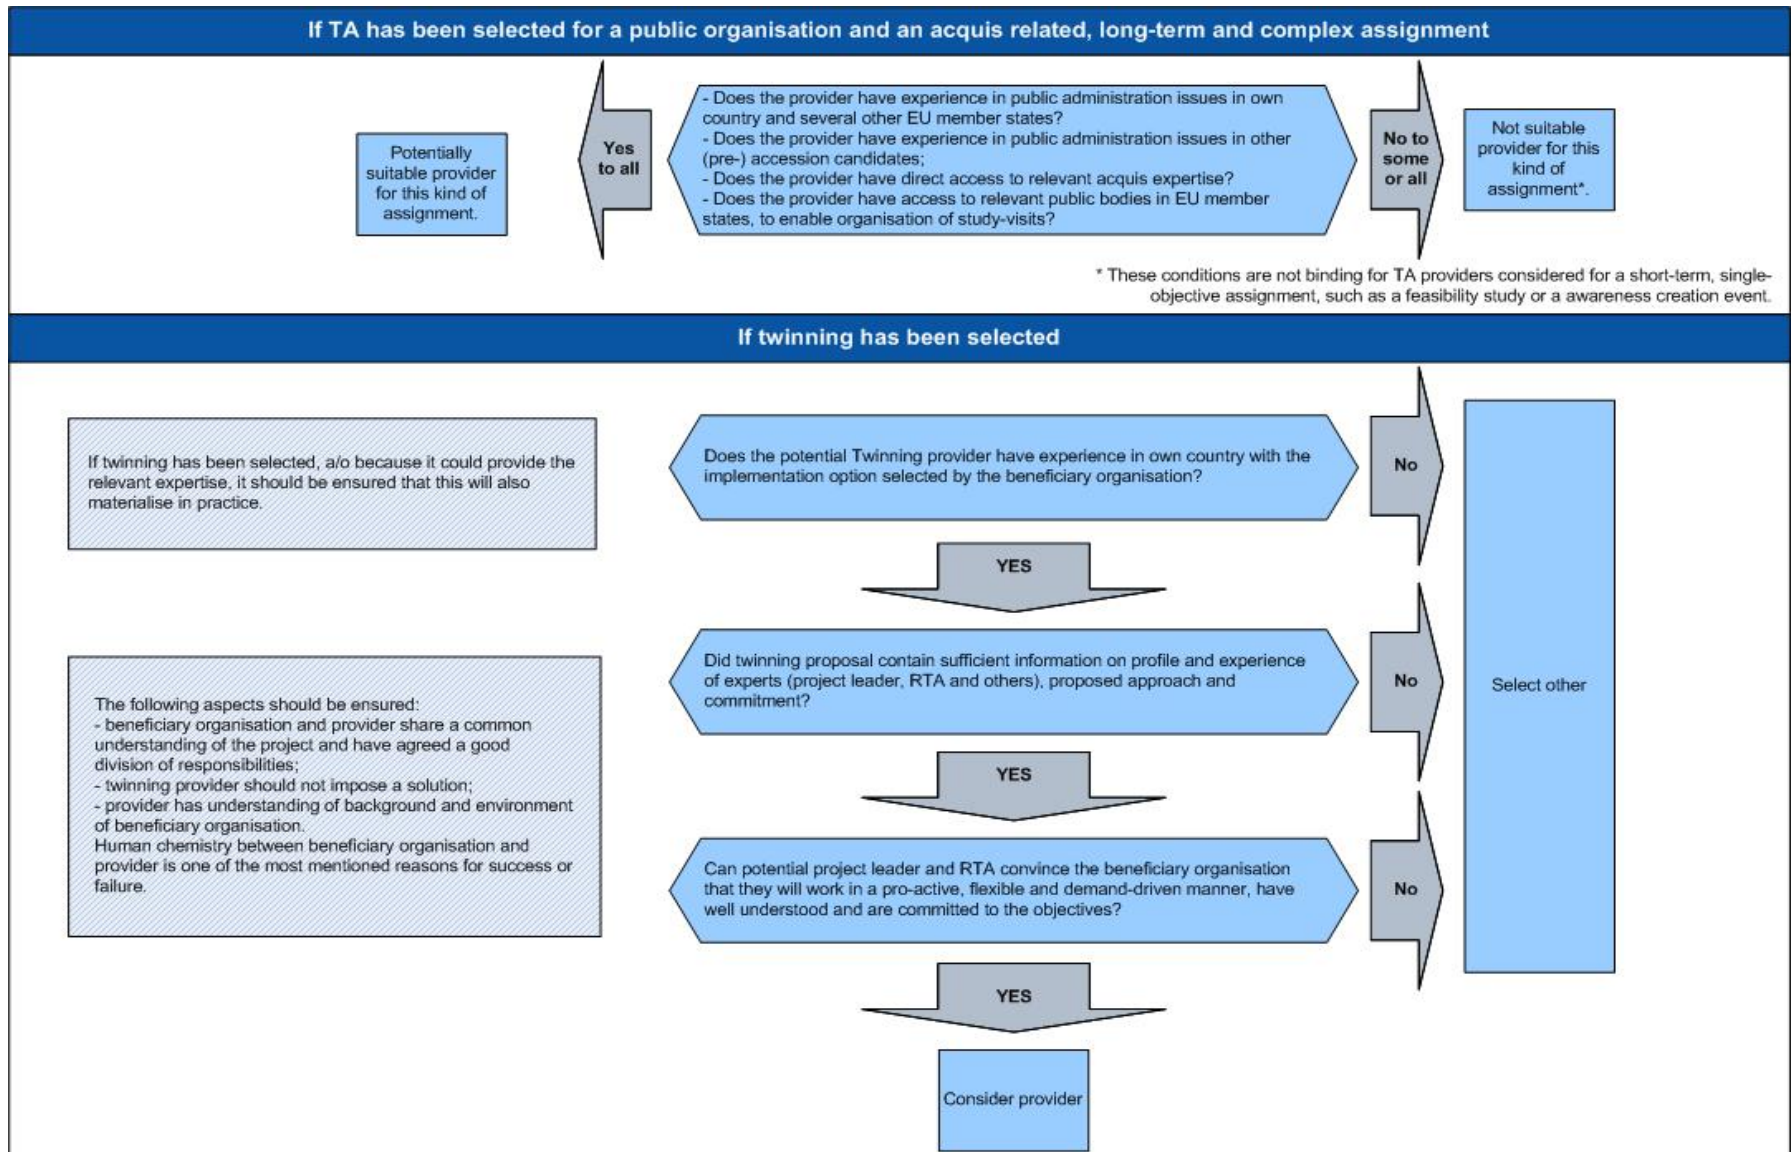 If TA has been selected for a public organisation and an acquis related, long-term and complex assignment
Potentially
suitable provider
for this kind of
assignment.
Yes
to all
- Does the provider have experience in public administration issues in own
country and several other EU member states?
- Does the provider have experience in public administration issues in other
(pre-) accession candidates;
- Does the provider have direct access to relevant acquis expertise?
- Does the provider have access to relevant public bodies in EU member
states, to enable organisation of study-visits?
No to
some
or all
Not suitable
provider for this
kind of
assignment*.
* These conditions are not binding for TA providers considered for a short-term, single-
objective assignment, such as a feasibility study or a awareness creation event.
If twinning has been selected
If twinning has been selected, a/o because it could provide the
relevant expertise, it should be ensured that this will also
materialise in practice.
Does the potential Twinning provider have experience in own country with the
implementation option selected by the beneficiary organisation?
No
YES
The following aspects should be ensured:
- beneficiary organisation and provider share a common
understanding of the project and have agreed a good
division of responsibilities;
- twinning provider should not impose a solution;
- provider has understanding of background and environment
of beneficiary organisation.
Human chemistry between beneficiary organisation and
provider is one of the most mentioned reasons for success or
failure.
Did twinning proposal contain sufficient information on profile and experience
of experts (project leader, RTA and others), proposed approach and
commitment?
No
Select other
YES
Can potential project leader and RTA convince the beneficiary organisation
that they will work in a pro-active, flexible and demand-driven manner, have
well understood and are committed to the objectives?
No
YES
Consider provider